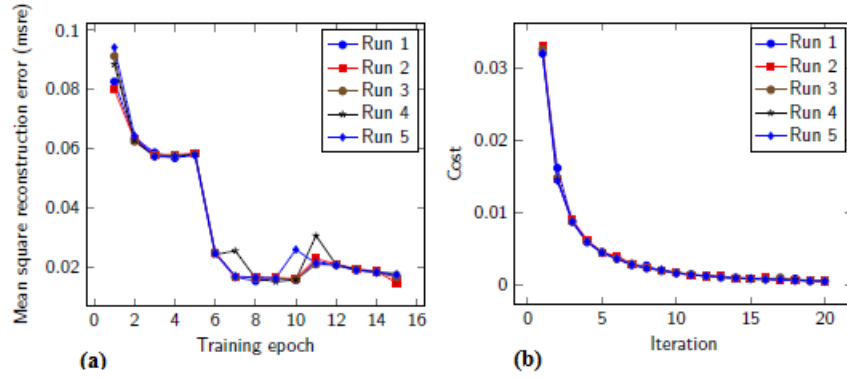 Mean square reconstruction error (msre)
0.1
0.08
0.06
0.04
0.02
0 2 4 6 8 10 12 14 16
Training epoch
Run 1
Run 2
Run 3
Run 4
Run 5
(a)
Cost
0.03
0.02
0.01
0
0 5 10 15 20
Iteration
Run 1
Run 2
Run 3
Run 4
Run 5
(b)